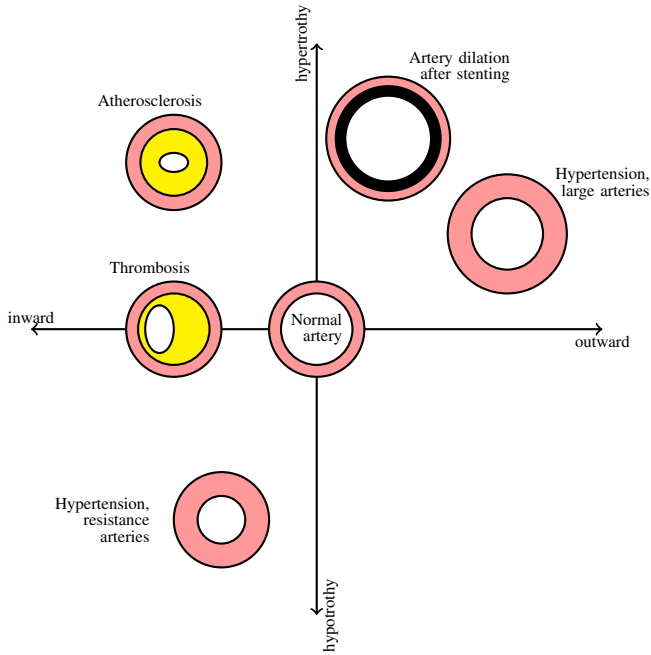 hypertrothy
Artery dilation
after stenting
Atherosclerosis
Hypertension,
large arteries
Thrombosis
inward
Normal
artery
outward
Hypertension,
resistance
arteries
hypotrothy